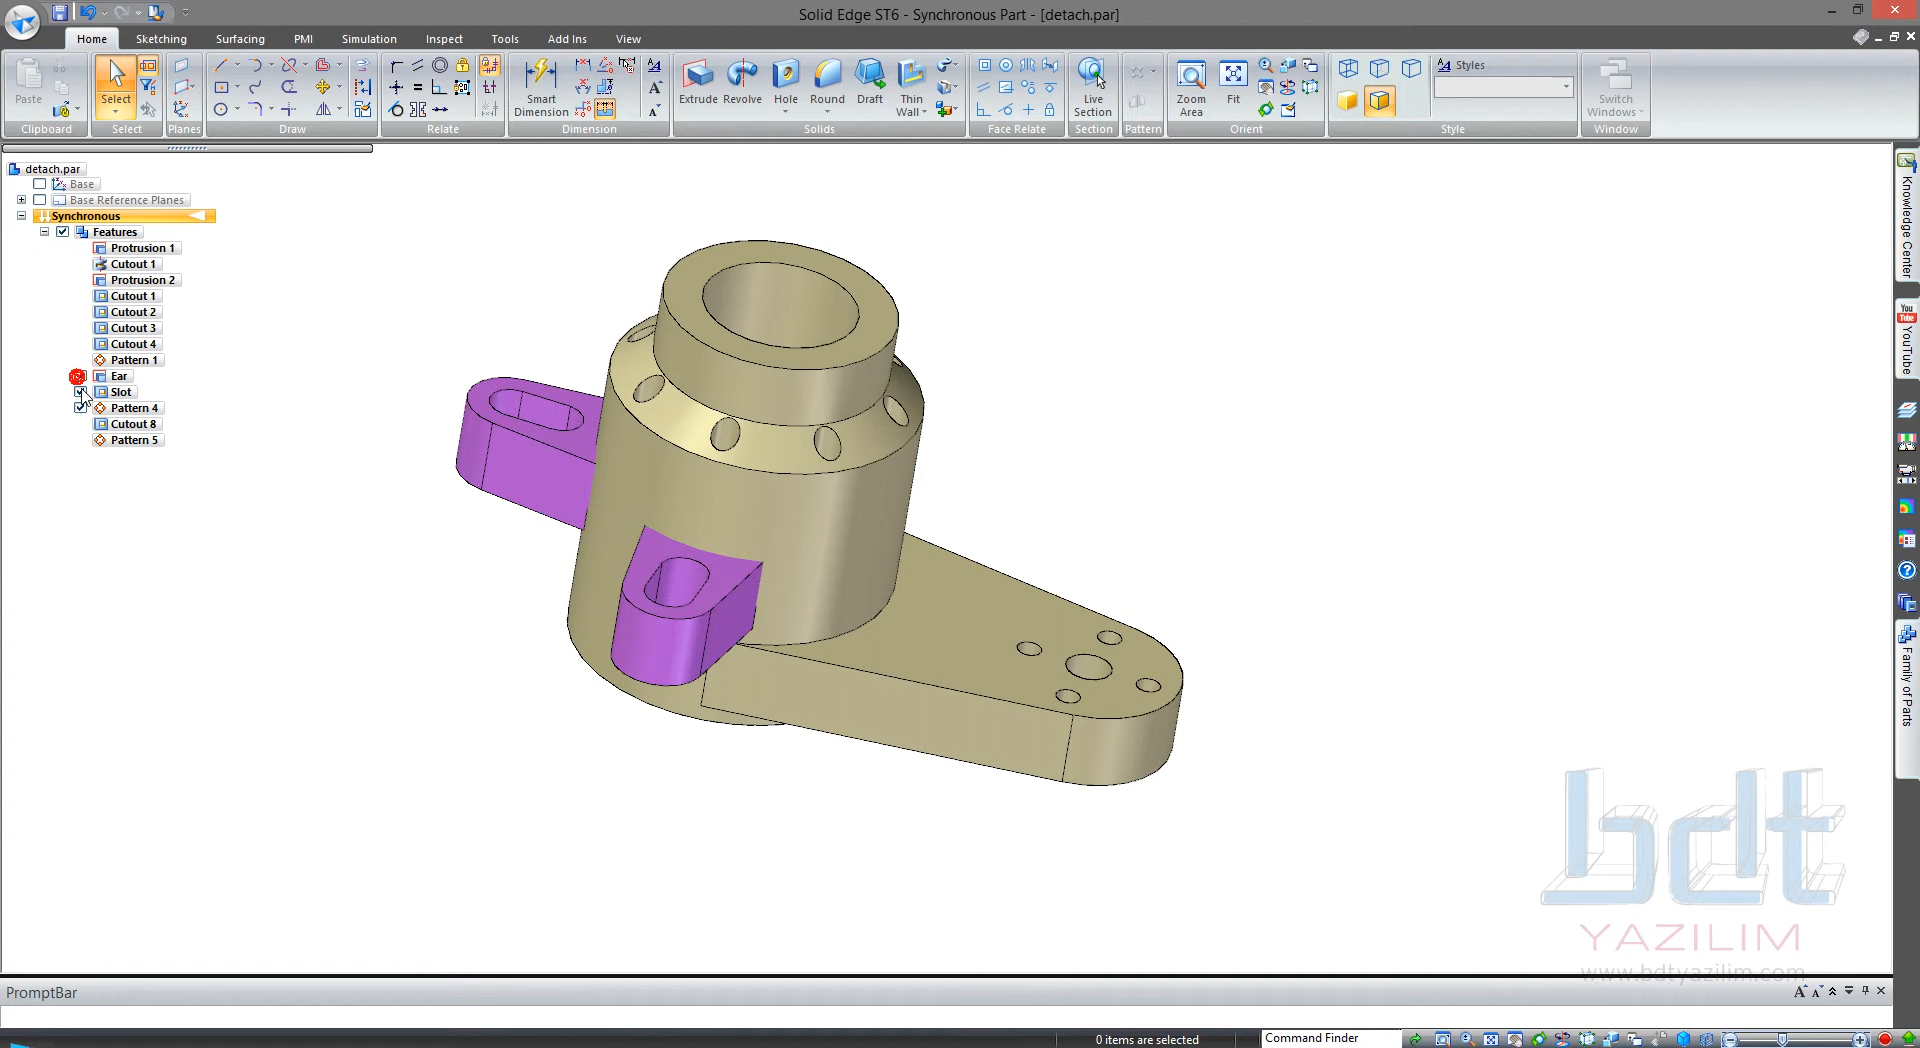 Solid Edge ST6 - Synchronous Part - [detach.par]
Home
Sketching
Surfacing
PMI
Simulation
Inspect
Tools
Add Ins
View
Paste
Clipboard
Select
Select
Planes
Draw
Relate
Smart
Dimension
Dimension
Extrude
Revolve
Hole
Round
Draft
Thin
Wall
Solids
Face Relate
Live
Section
Section
Pattern
Zoom
Area
Fit
Orient
Styles
Style
Switch
Windows
Window
detach.par
Base
Base Reference Planes
Synchronous
Features
Protrusion 1
Cutout 1
Protrusion 2
Cutout 1
Cutout 2
Cutout 3
Cutout 4
Pattern 1
Ear
Slot
Pattern 4
Cutout 8
Pattern 5
Knowledge Center
You
Tube
YouTube
Family of Parts
bdt
YAZILIM
www.bdtyazilim.com
PromptBar
0 items are selected
Command Finder